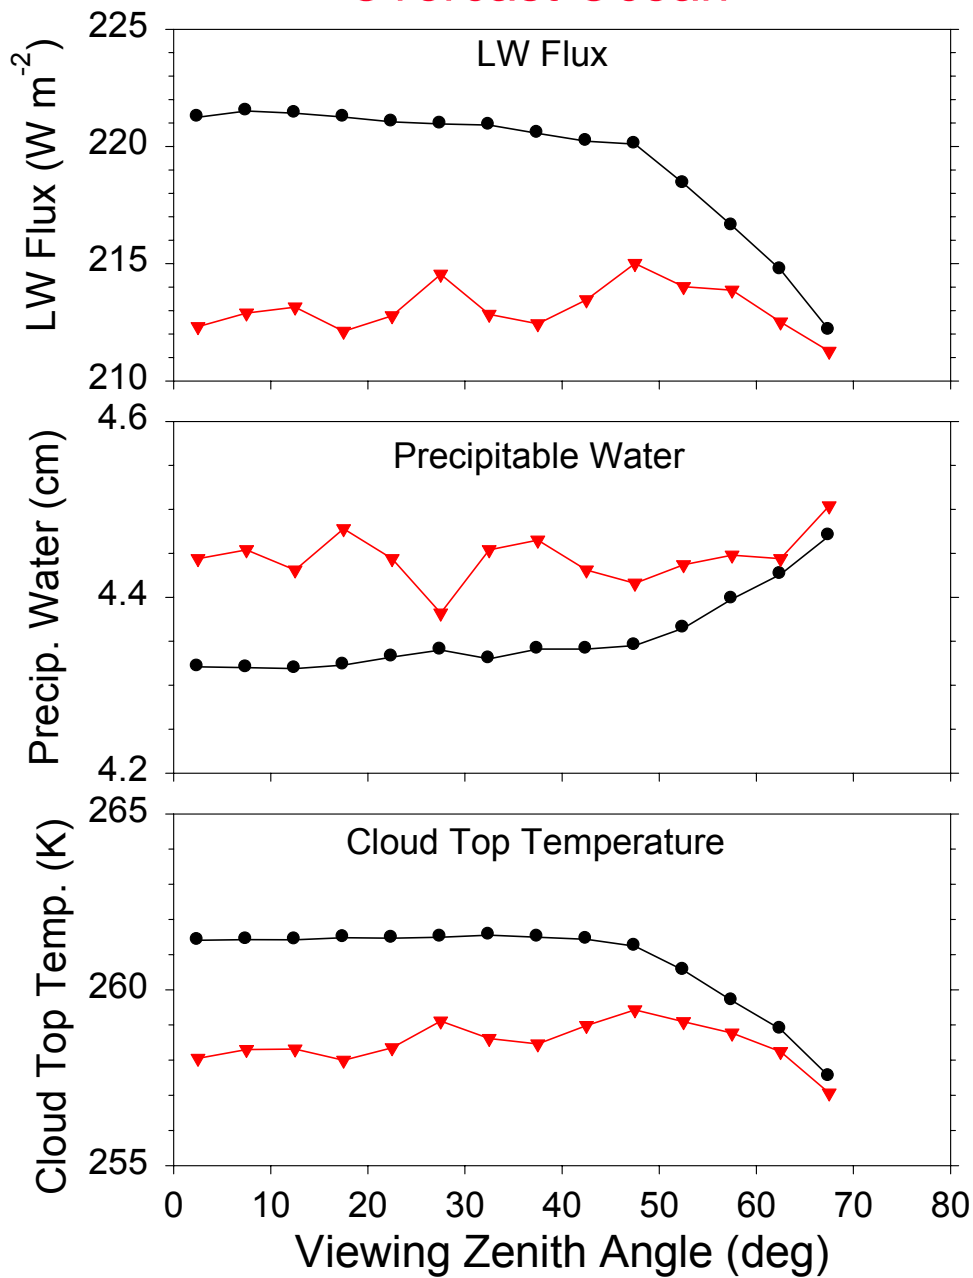 LW Flux
LW Flux (W m-2)
225
220
215
210
Precipitable Water
Precip. Water (cm)
4.6
4.4
4.2
Cloud Top Temperature
Cloud Top Temp. (K)
265
260
255
0 10 20 30 40 50 60 70 80
Viewing Zenith Angle (deg)